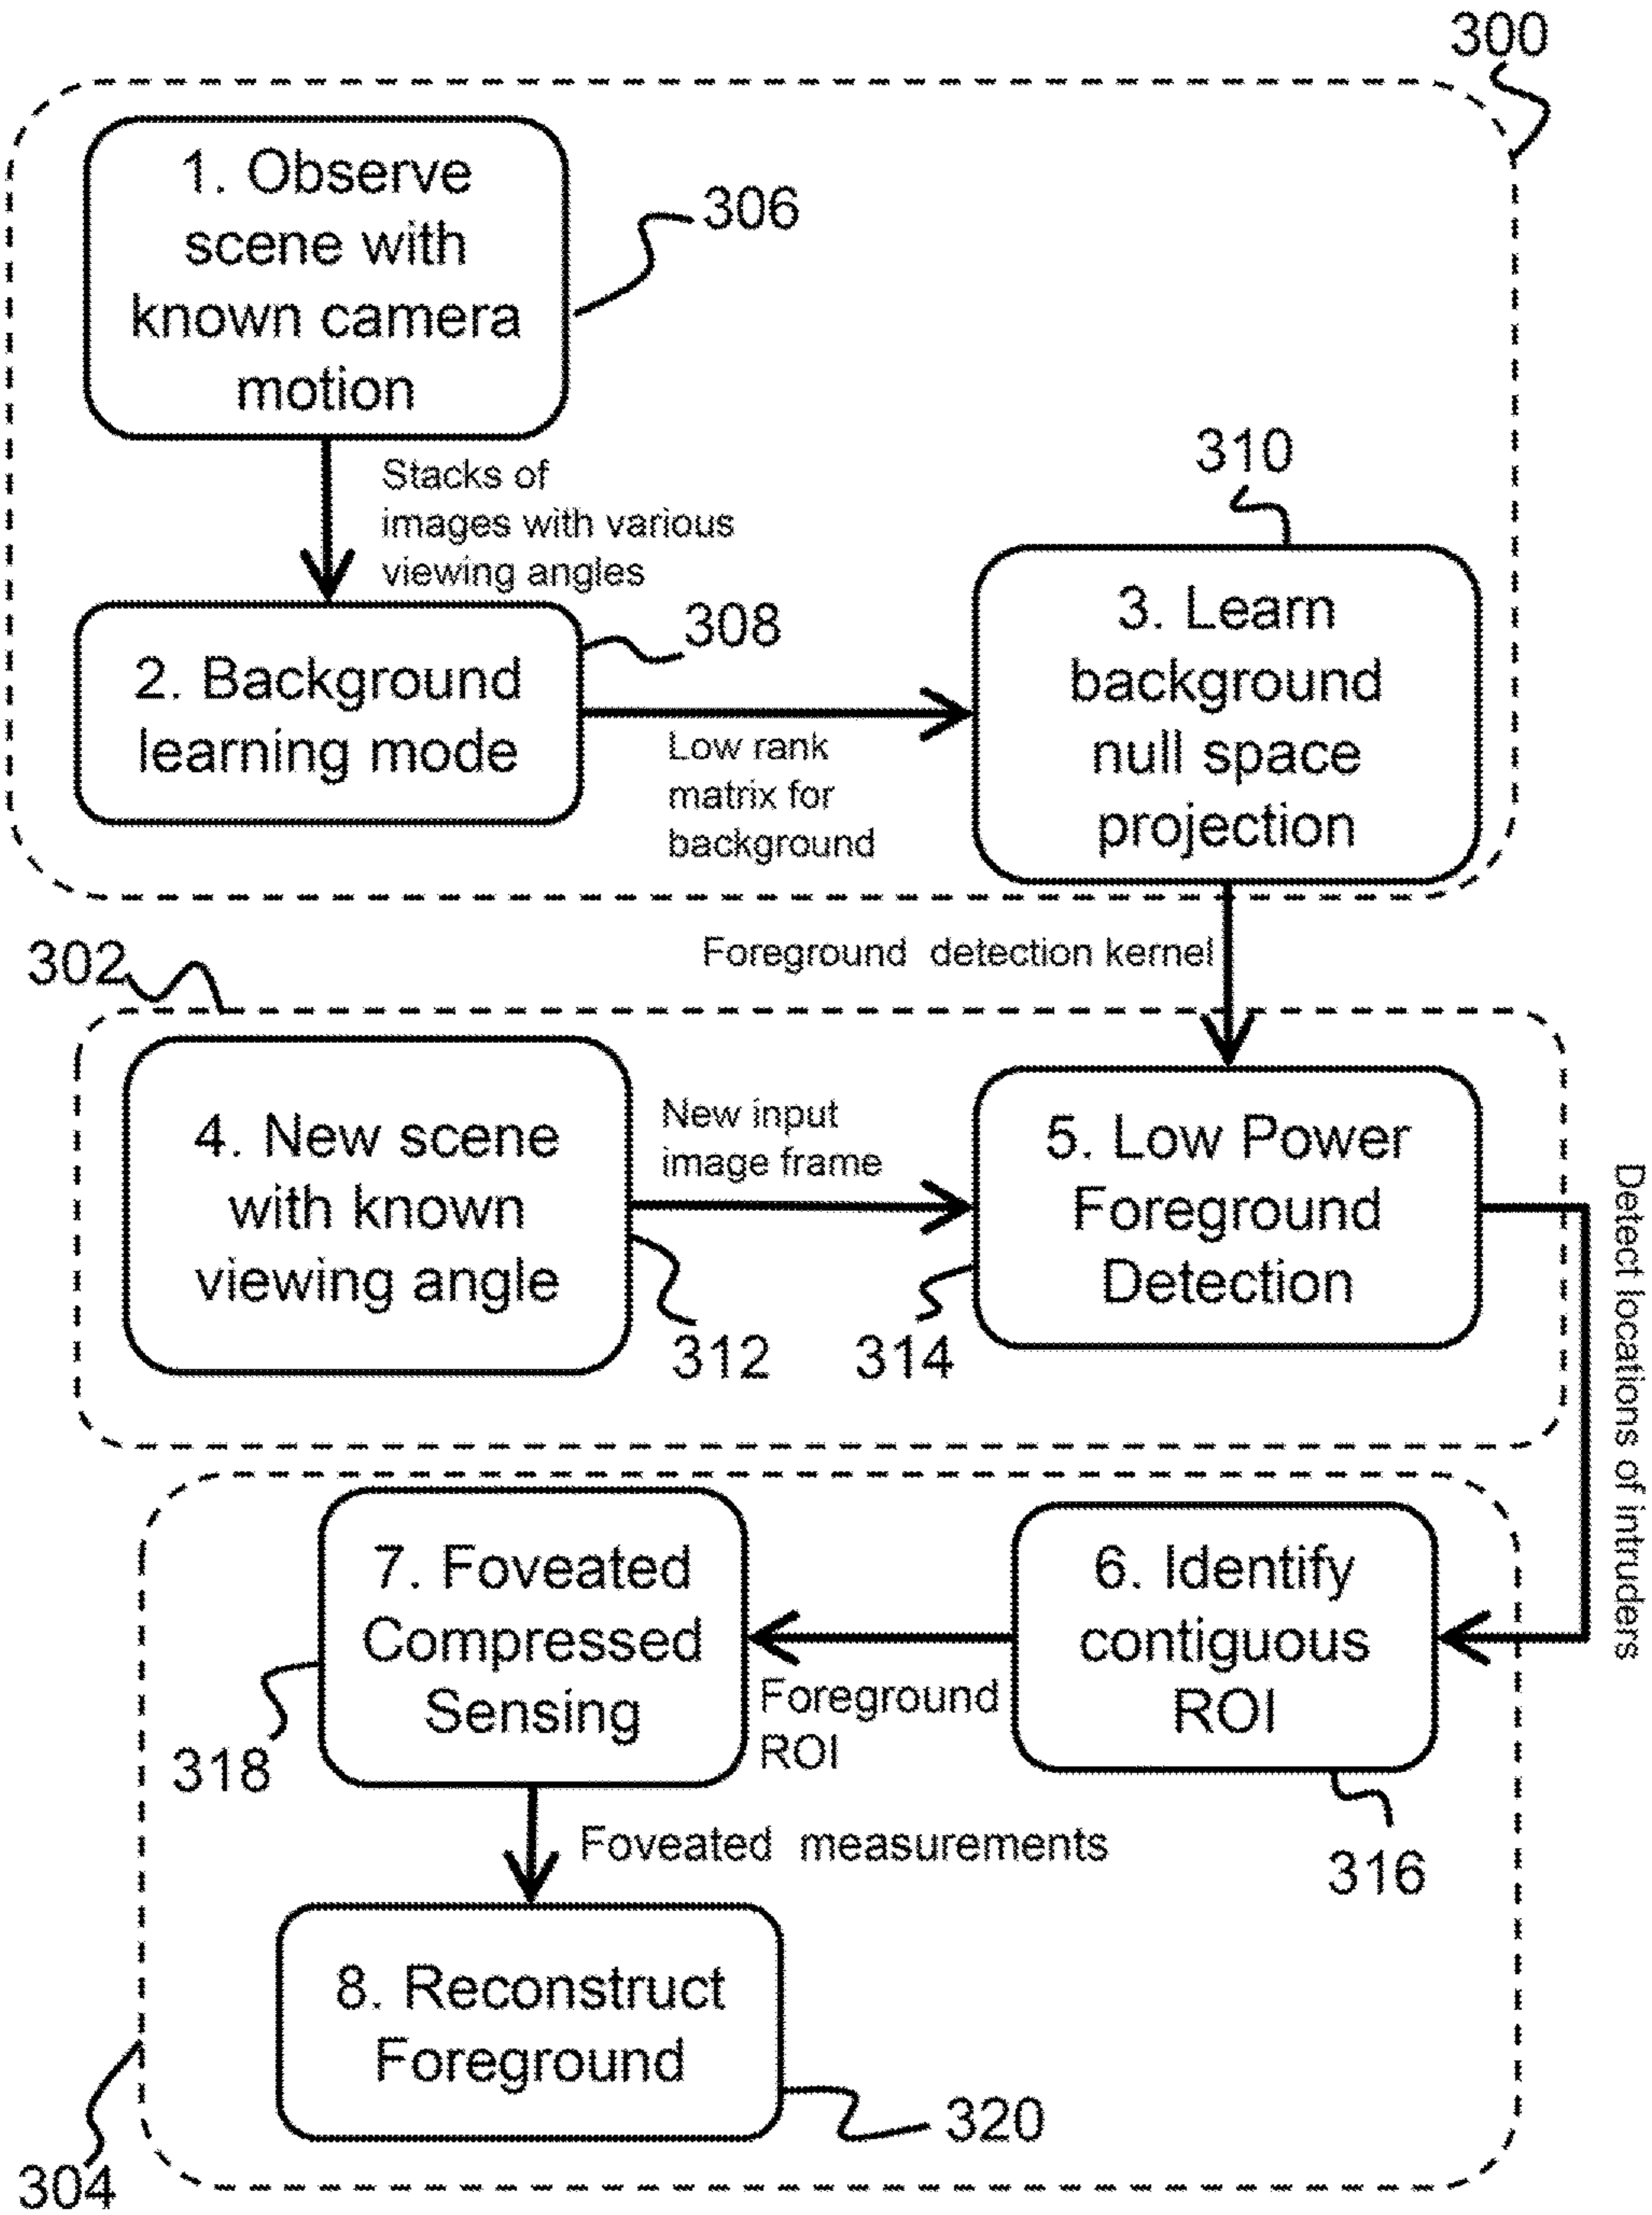 300
1. Observe
scene with
known camera
motion
306
Stacks of
images with various
viewing angles
310
2. Background
learning mode
308
Low rank
matrix for
background
3. Learn
background
null space
projection
Foreground detection kernel
302
4. New scene
with known
viewing angle
312
New input
image frame
5. Low Power
Foreground
Detection
314
Detect locations of intruders
6. Identify
contiguous
ROI
316
Foreground
ROI
7. Foveated
Compressed
Sensing
318
Foveated measurements
8. Reconstruct
Foreground
320
304